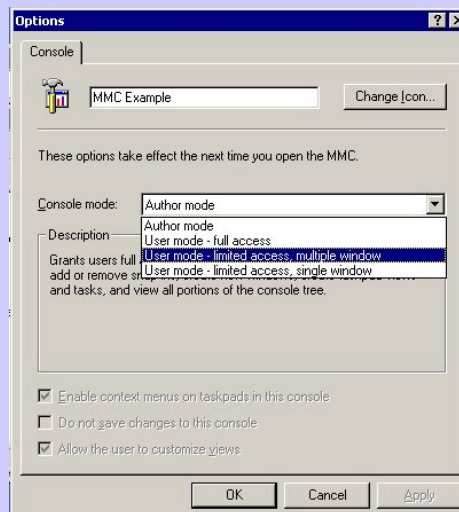 Options
Console
MMC Example
Change Icon...
These options take effect the next time you open the MMC.
Console mode:
Author mode
Author mode
User mode - full access
User mode - limited access, multiple window
User mode - limited access, single window
Description
Grants users full
add or remove
and tasks, and view all portions of the console tree.
Enable context menus on taskpads in this console
Do not save changes to this console
Allow the user to customize views
OK
Cancel
Apply